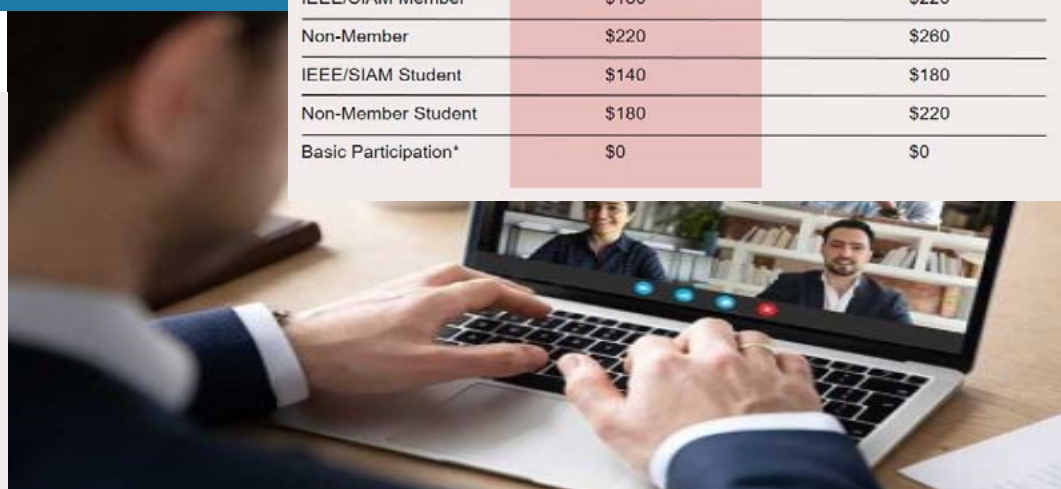 Non-Member $220 $260
IEEE/SIAM Student $140 $180
Non-Member Student $180 $220
Basic Participation* $0 $0